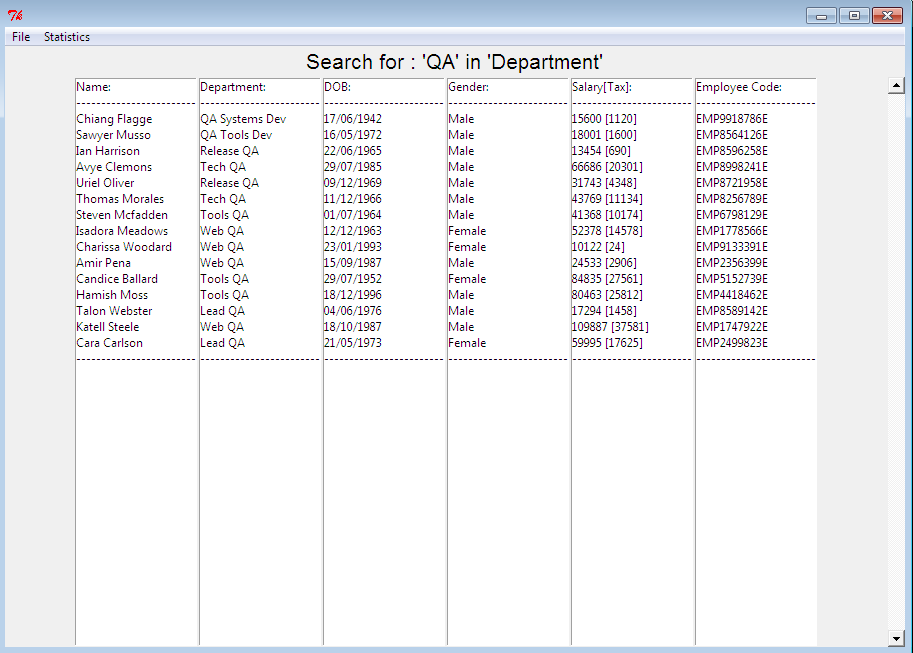 File Statistics
Search for : 'QA' in 'Department'
Name: Department: DOB: Gender: Salary[Tax]: Employee Code:
Chiang Flagge QA Systems Dev 17/06/1942 Male 15600 [1120] EMP9918786E
Sawyer Musso QA Tools Dev 16/05/1972 Male 18001 [1600] EMP8564126E
Ian Harrison Release QA 22/06/1965 Male 13454 [690] EMP8596258E
Avye Clemons Tech QA 29/07/1985 Male 66686 [20301] EMP8998241E
Uriel Oliver Release QA 09/12/1969 Male 31743 [4348] EMP8721958E
Thomas Morales Tech QA 11/12/1966 Male 43769 [11134] EMP8256789E
Steven Mcfadden Tools QA 01/07/1964 Male 41368 [10174] EMP6798129E
Isadora Meadows Web QA 12/12/1963 Female 52378 [14578] EMP1778566E
Charissa Woodard Web QA 23/01/1993 Female 10122 [24] EMP9133391E
Amir Pena Web QA 15/09/1987 Male 24533 [2906] EMP2356399E
Candice Ballard Tools QA 29/07/1952 Female 84835 [27561] EMP5152739E
Hamish Moss Tools QA 18/12/1996 Male 80463 [25812] EMP4418462E
Talon Webster Lead QA 04/06/1976 Male 17294 [1458] EMP8589142E
Katell Steele Web QA 18/10/1987 Male 109887 [37581] EMP1747922E
Cara Carlson Lead QA 21/05/1973 Female 59995 [17625] EMP2499823E